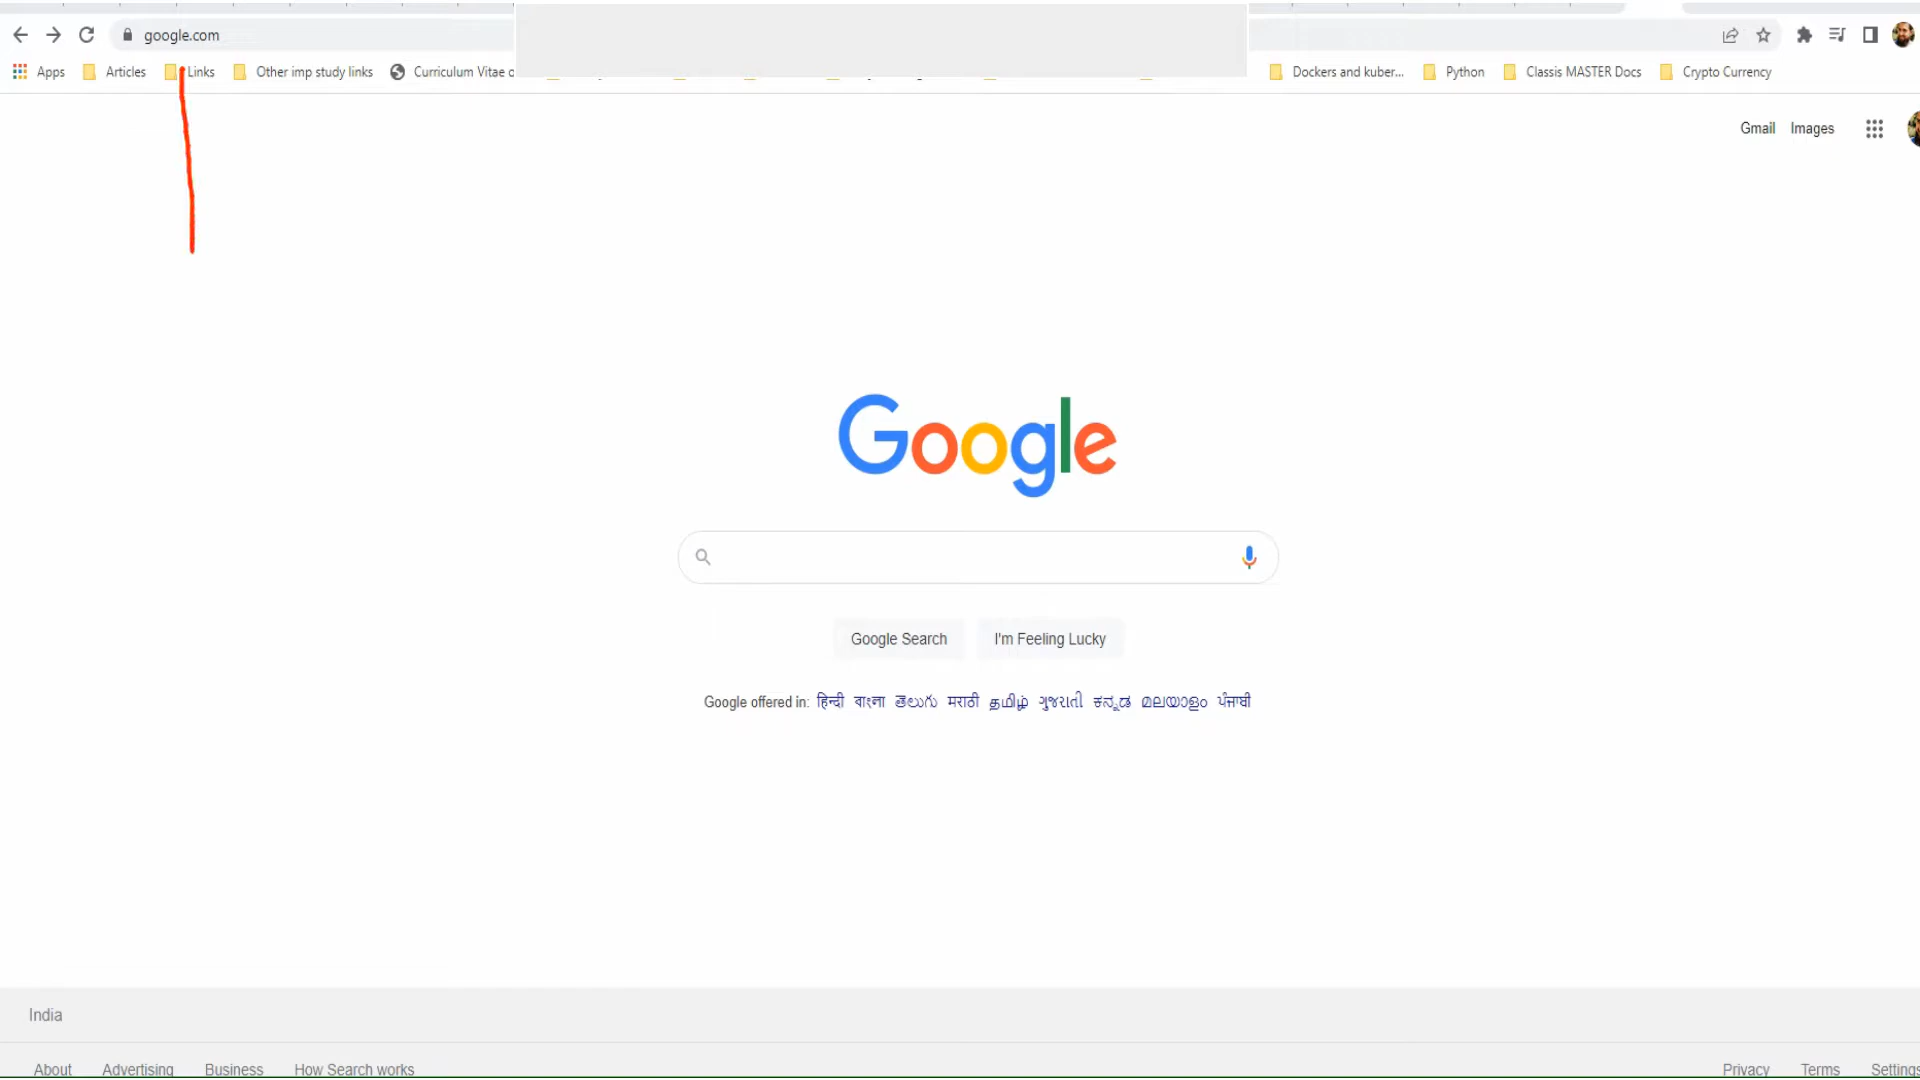 google.com
Apps Articles Links Other imp study links Curriculum Vitae Dockers and kuber... Python Classis MASTER Docs Crypto Currency
Gmail Images
Google
Google Search I'm Feeling Lucky
Google offered in: हिन्दी বাংলা తెలుగు मराठी தமிழ் ગુજરાતી ಕನ್ನಡ മലയാളം ਪੰਜਾਬੀ
India
About Advertising Business How Search works Privacy Terms Settings